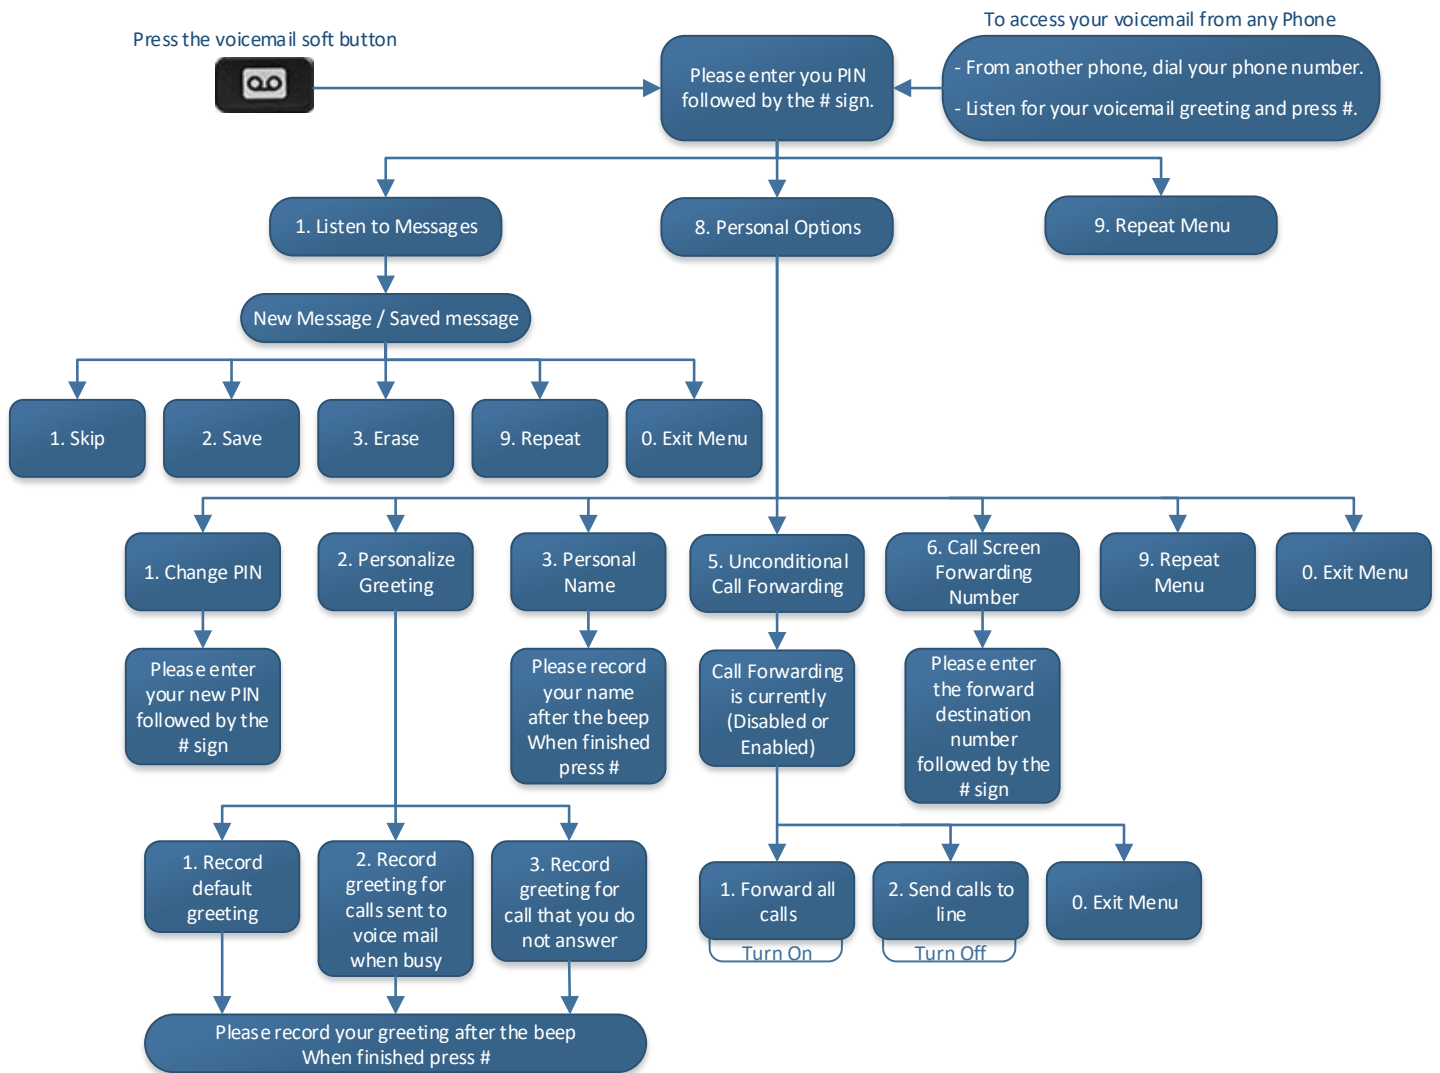 To access your voicemail from any Phone
Press the voicemail soft button
Please enter you PIN
followed by the # sign.
- From another phone, dial your phone number.
- Listen for your voicemail greeting and press #.
1. Listen to Messages
8. Personal Options
9. Repeat Menu
New Message / Saved message
1. Skip
2. Save
3. Erase
9. Repeat
0. Exit Menu
1. Change PIN
2. Personalize
Greeting
3. Personal
Name
5. Unconditional
Call Forwarding
6. Call Screen
Forwarding
Number
9. Repeat
Menu
0. Exit Menu
Please enter
your new PIN
followed by the
# sign
Please record
your name
after the beep
When finished
press #
Call Forwarding
is currently
(Disabled or
Enabled)
Please enter
the forward
destination
number
followed by the
# sign
1. Record
default
greeting
2. Record
greeting for
calls sent to
voice mail
when busy
3. Record
greeting for
call that you do
not answer
1. Forward all
calls
Turn On
2. Send calls to
line
Turn Off
0. Exit Menu
Please record your greeting after the beep
When finished press #